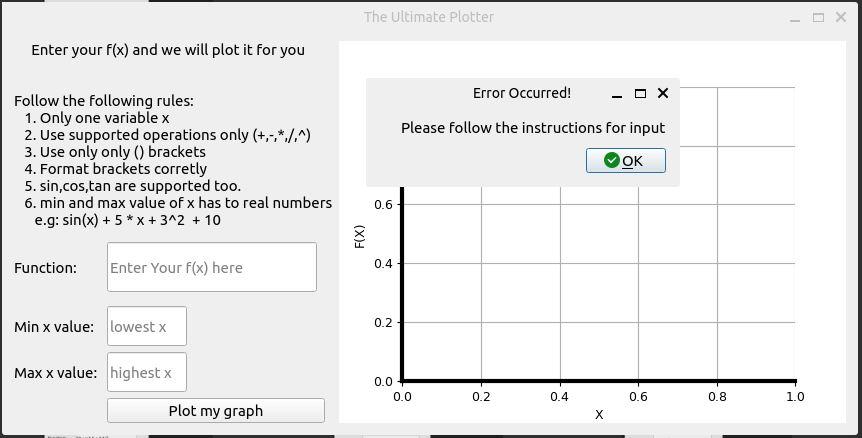 The Ultimate Plotter
Enter your f(x) and we will plot it for you
Follow the following rules:
1. Only one variable x
2. Use supported operations only (+,-,*,/,^)
3. Use only only () brackets
4. Format brackets corretly
5. sin,cos,tan are supported too.
6. min and max value of x has to real numbers
e.g: sin(x) + 5 * x + 3^2 + 10
Function:
Enter Your f(x) here
Min x value:
lowest x
Max x value:
highest x
Plot my graph
Error Occurred!
Please follow the instructions for input
OK
F(X)
0.6
0.4
0.2
0.0
0.0 0.2 0.4 0.6 0.8 1.0
X